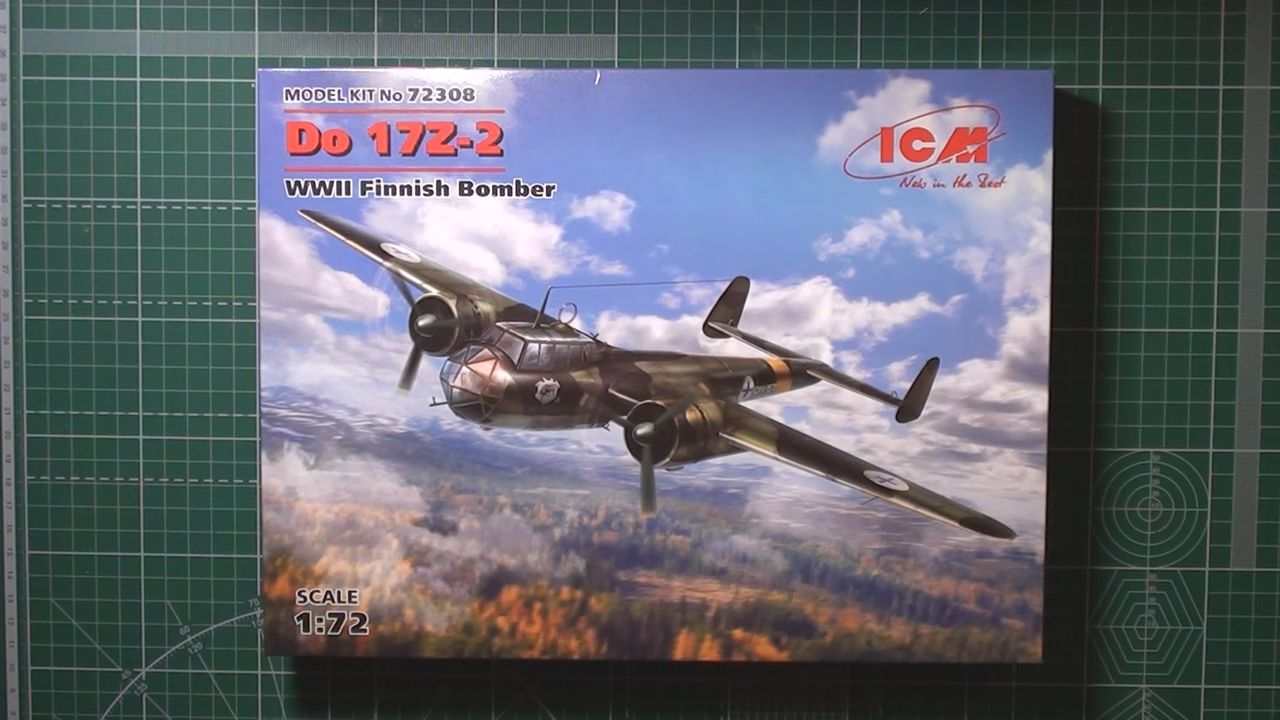 MODEL KIT No 72308
Do 17Z-2
WWII Finnish Bomber
ICM
New in the Best
SCALE
1:72